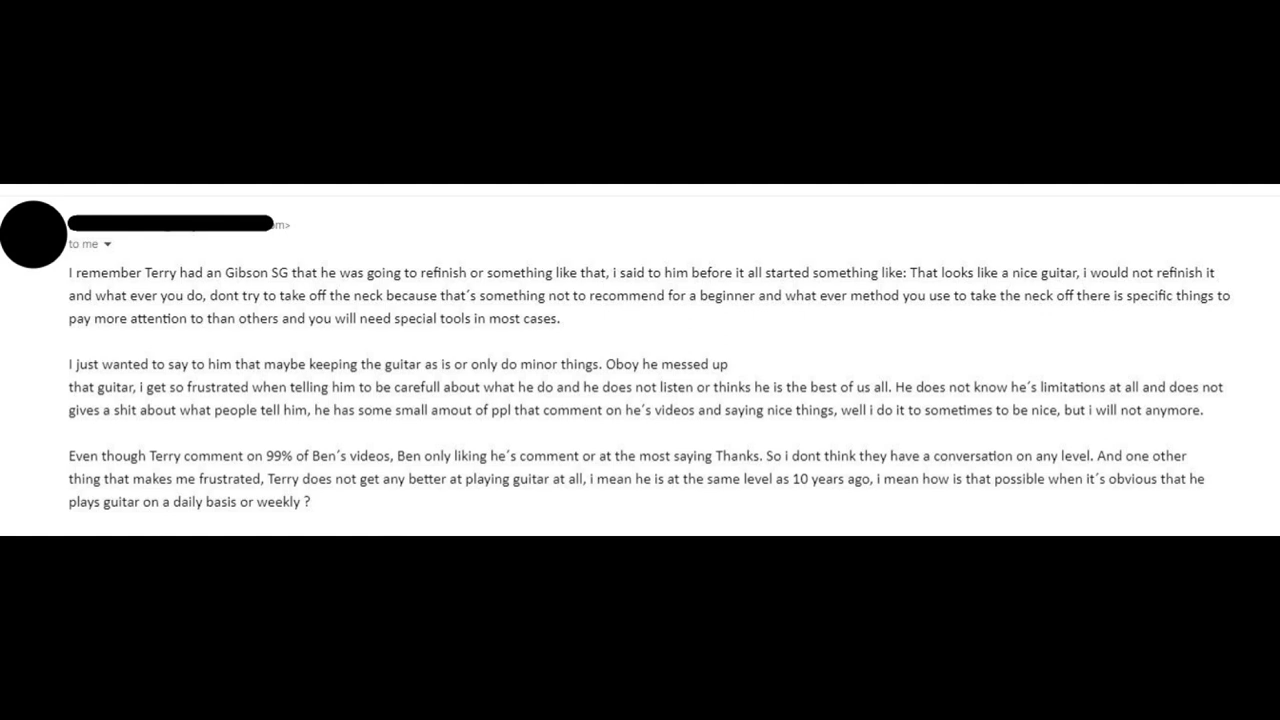 m>
to me
I remember Terry had an Gibson SG that he was going to refinish or something like that, i said to him before it all started something like: That looks like a nice guitar, i would not refinish it
and what ever you do, dont try to take off the neck because that´s something not to recommend for a beginner and what ever method you use to take the neck off there is specific things to
pay more attention to than others and you will need special tools in most cases.
I just wanted to say to him that maybe keeping the guitar as is or only do minor things. Oboy he messed up
that guitar, i get so frustrated when telling him to be carefull about what he do and he does not listen or thinks he is the best of us all. He does not know he´s limitations at all and does not
gives a shit about what people tell him, he has some small amout of ppl that comment on he´s videos and saying nice things, well i do it to sometimes to be nice, but i will not anymore.
Even though Terry comment on 99% of Ben´s videos, Ben only liking he´s comment or at the most saying Thanks. So i dont think they have a conversation on any level. And one other
thing that makes me frustrated, Terry does not get any better at playing guitar at all, i mean he is at the same level as 10 years ago, i mean how is that possible when it´s obvious that he
plays guitar on a daily basis or weekly ?